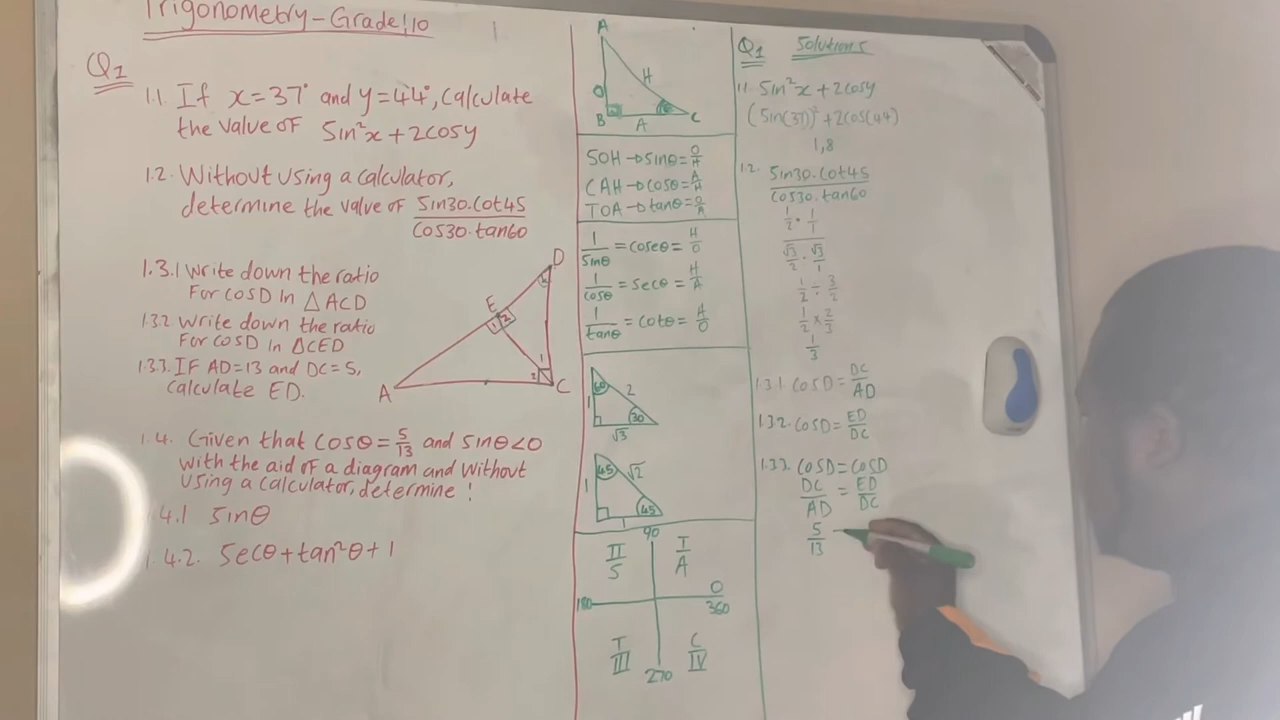 Trigonometry - Grade 10
Q1
1.1. If x=37° and y=44°, calculate
the value of sin²x + 2cosy
1.2. Without using a calculator,
determine the value of sin30.cot45
cos30.tan60
1.3.1 Write down the ratio
For cosD in △ACD
1.3.2. Write down the ratio
For cosD in △CED
1.3.3. IF AD=13 and DC=5,
calculate ED.
D
2
E
1 2
1
2
A
C
1.4. Given that cosθ = 5/13 and sinθ<0
with the aid of a diagram and without
using a calculator, determine!
1.4.1 sinθ
1.4.2. Secθ + tan²θ + 1
A
O H
B A C
SOH → sinθ = O/H
CAH → cosθ = A/H
TOA → tanθ = O/A
1/sinθ = cosecθ = H/O
1/cosθ = secθ = H/A
1/tanθ = cotθ = A/O
60 2
1 30
√3
45 √2
1 45
1
90
II/S T/A
180 0
360
T/III C/IV
270
Q1 Solutions
1.1. Sin²x + 2cosy
(Sin(37))² + 2cos(44)
1,8
1.2. Sin30.cot45
cos30.tan60
1/2 . 1/1
√3/2 . √3/1
1/2 ÷ 3/2
1/2 × 2/3
1/3
1.3.1. cosD = DC/AD
1.3.2. cosD = ED/DC
1.3.3. cosD = cosD
DC/AD = ED/DC
5/13